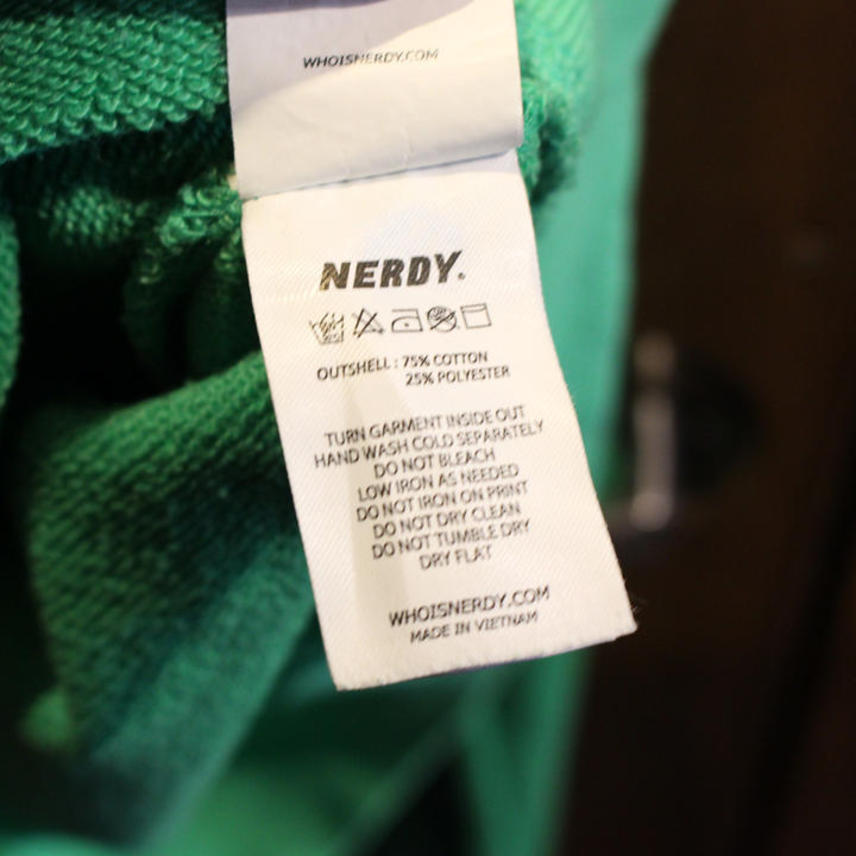 WHOISNERDY.COM
NERDY.
OUTSHELL : 75% COTTON
25% POLYESTER
TURN GARMENT INSIDE OUT
HAND WASH COLD SEPARATELY
DO NOT BLEACH
LOW IRON AS NEEDED
DO NOT IRON ON PRINT
DO NOT DRY CLEAN
DO NOT TUMBLE DRY
DRY FLAT
WHOISNERDY.COM
MADE IN VIETNAM